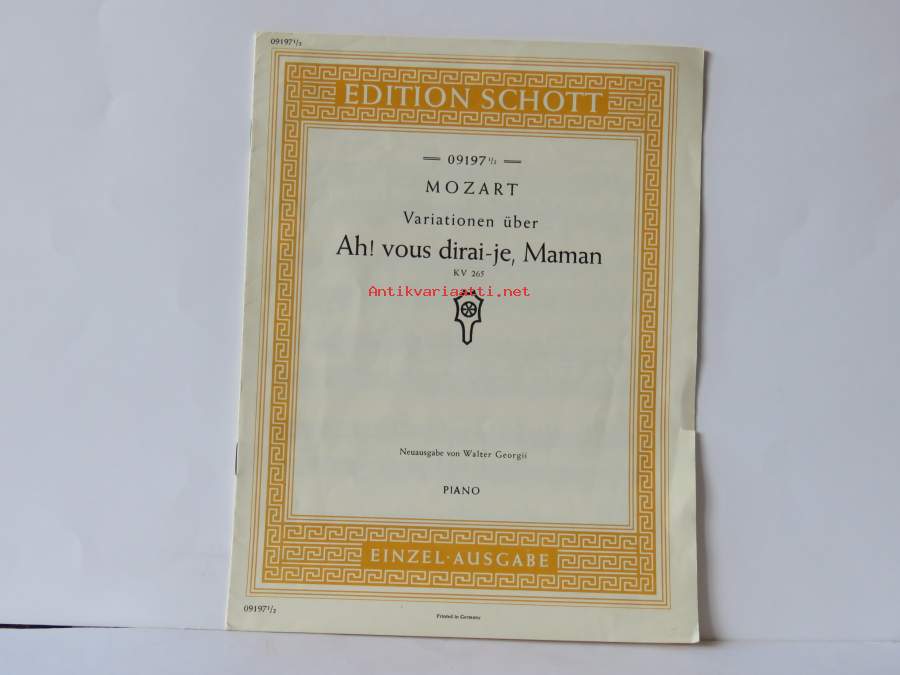 09197 1/2
EDITION SCHOTT
09197 1/2
MOZART
Variationen über
Ah! vous dirai-je, Maman
KV 265
Antikvariaatti.net
Neuausgabe von Walter Georgii
PIANO
EINZEL-AUSGABE
09197 1/2
Printed in Germany